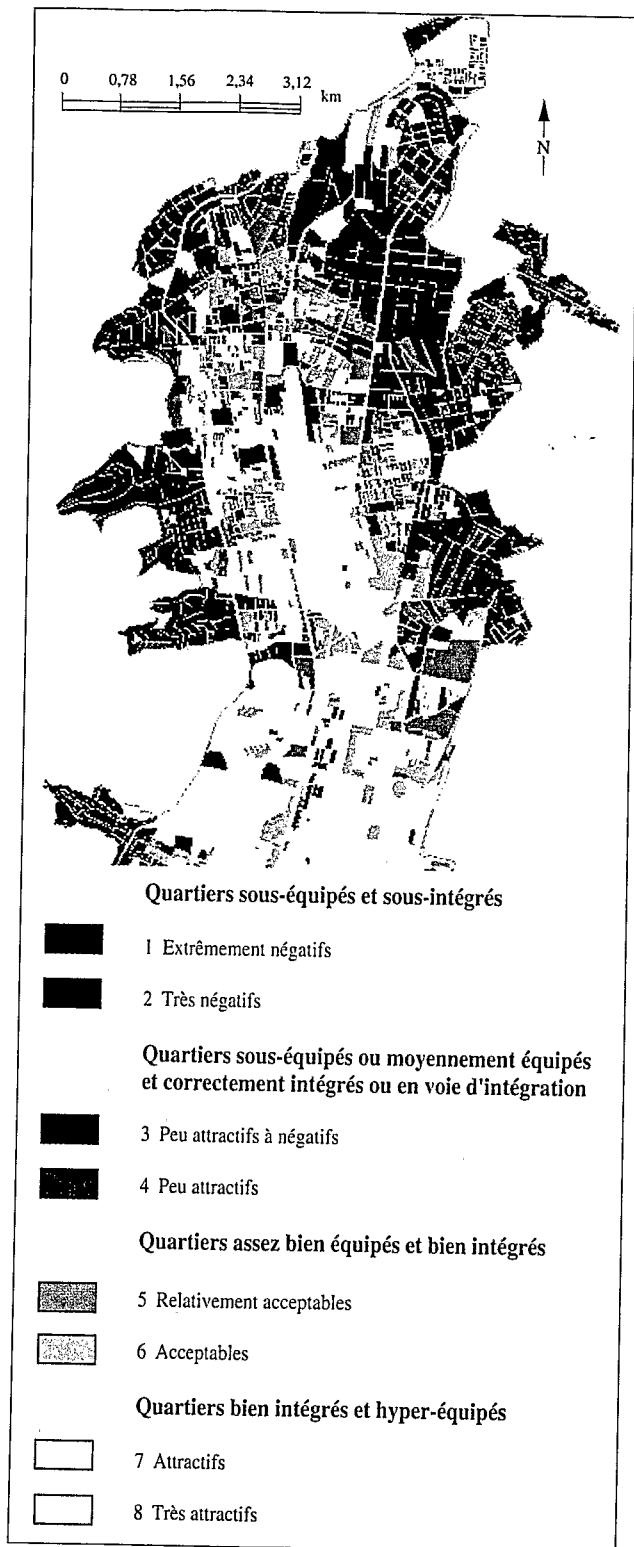 0 0,78 1,56 2,34 3,12 km
N
Quartiers sous-équipés et sous-intégrés
1 Extrêmement négatifs
2 Très négatifs
Quartiers sous-équipés ou moyennement équipés
et correctement intégrés ou en voie d'intégration
3 Peu attractifs à négatifs
4 Peu attractifs
Quartiers assez bien équipés et bien intégrés
5 Relativement acceptables
6 Acceptables
Quartiers bien intégrés et hyper-équipés
7 Attractifs
8 Très attractifs